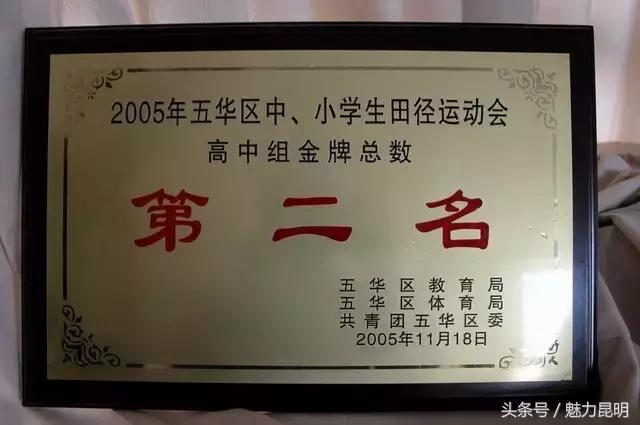 2005年五华区中、小学生田径运动会
高中组金牌总数
第二名
五华区教育局
五华区体育局
共青团五华区委
2005年11月18日
头条号／魅力昆明